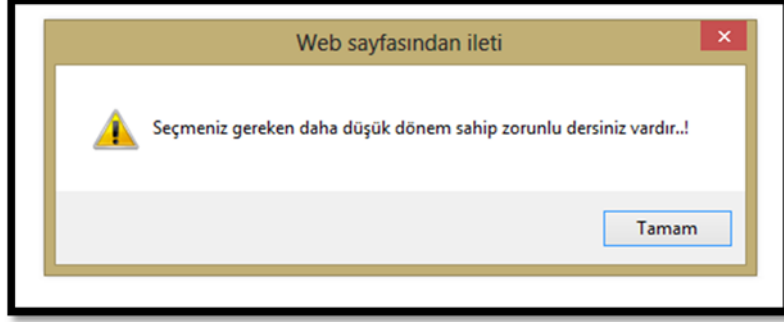 Web sayfasından ileti
Seçmeniz gereken daha düşük dönem sahip zorunlu dersiniz vardır..!
Tamam